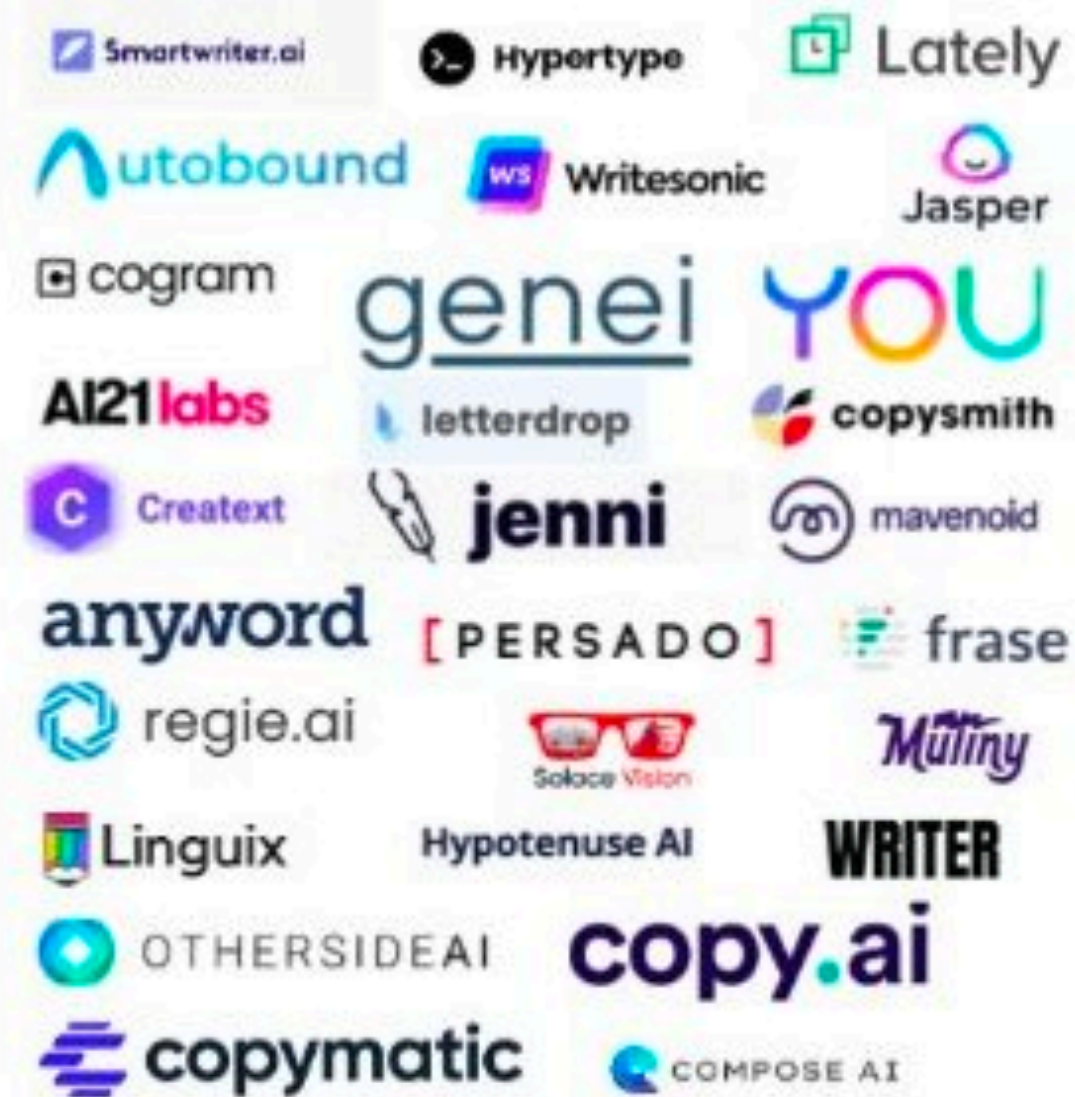 Smartwriter.ai
Hypertype
Lately
Autobound
WS Writesonic
Jasper
cogram
genei
YOU
AI21labs
letterdrop
copysmith
C Creatext
jenni
mavenoid
anyword
[PERSADO]
frase
regie.ai
Solace Vision
Mutiny
Linguix
Hypotenuse AI
WRITER
OTHERSIDEAI
copy.ai
copymatic
COMPOSE AI